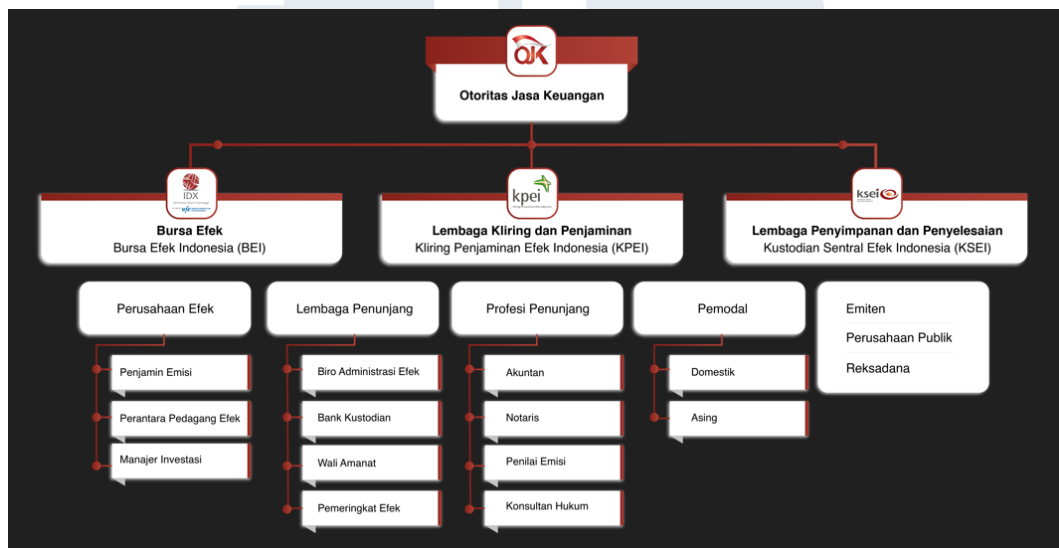 OJK
Otoritas Jasa Keuangan
IDX
Bursa Efek
Bursa Efek Indonesia (BEI)
kpei
Lembaga Kliring dan Penjaminan
Kliring Penjaminan Efek Indonesia (KPEI)
ksei
Lembaga Penyimpanan dan Penyelesaian
Kustodian Sentral Efek Indonesia (KSEI)
Perusahaan Efek
Penjamin Emisi
Perantara Pedagang Efek
Manajer Investasi
Lembaga Penunjang
Biro Administrasi Efek
Bank Kustodian
Wali Amanat
Pemeringkat Efek
Profesi Penunjang
Akuntan
Notaris
Penilai Emisi
Konsultan Hukum
Pemodal
Domestik
Asing
Emiten
Perusahaan Publik
Reksadana